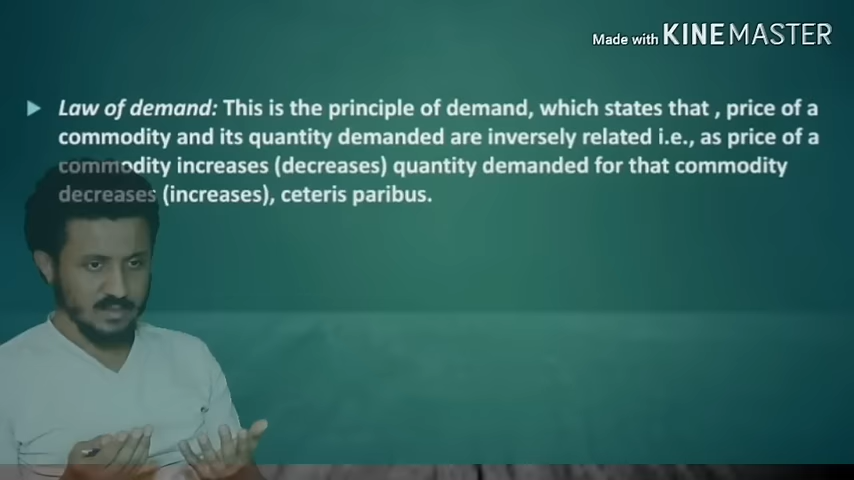 Made with KINEMASTER
Law of demand: This is the principle of demand, which states that , price of a
commodity and its quantity demanded are inversely related i.e., as price of a
commodity increases (decreases) quantity demanded for that commodity
decreases (increases), ceteris paribus.